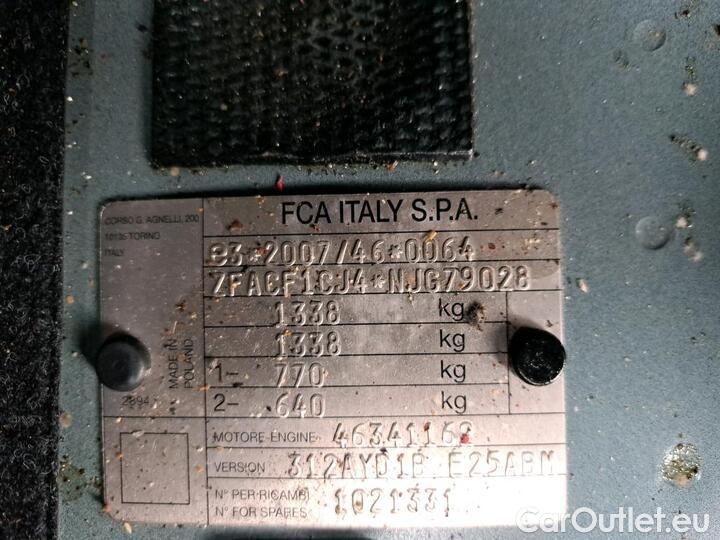 FCA ITALY S.P.A.
CORSO G. AGNELLI, 200
10135-TORINO
ITALY
e3*2007/46*0064
ZFACF1CJ4*NJG79028
1338 kg
1338 kg
1- 770 kg
2- 640 kg
MADE IN
POLAND
2894
MOTORE-ENGINE 46341162
VERSION 312AYD1B E25ABM
N° PER RICAMBI
N° FOR SPARES 1021331
CarOutlet.eu